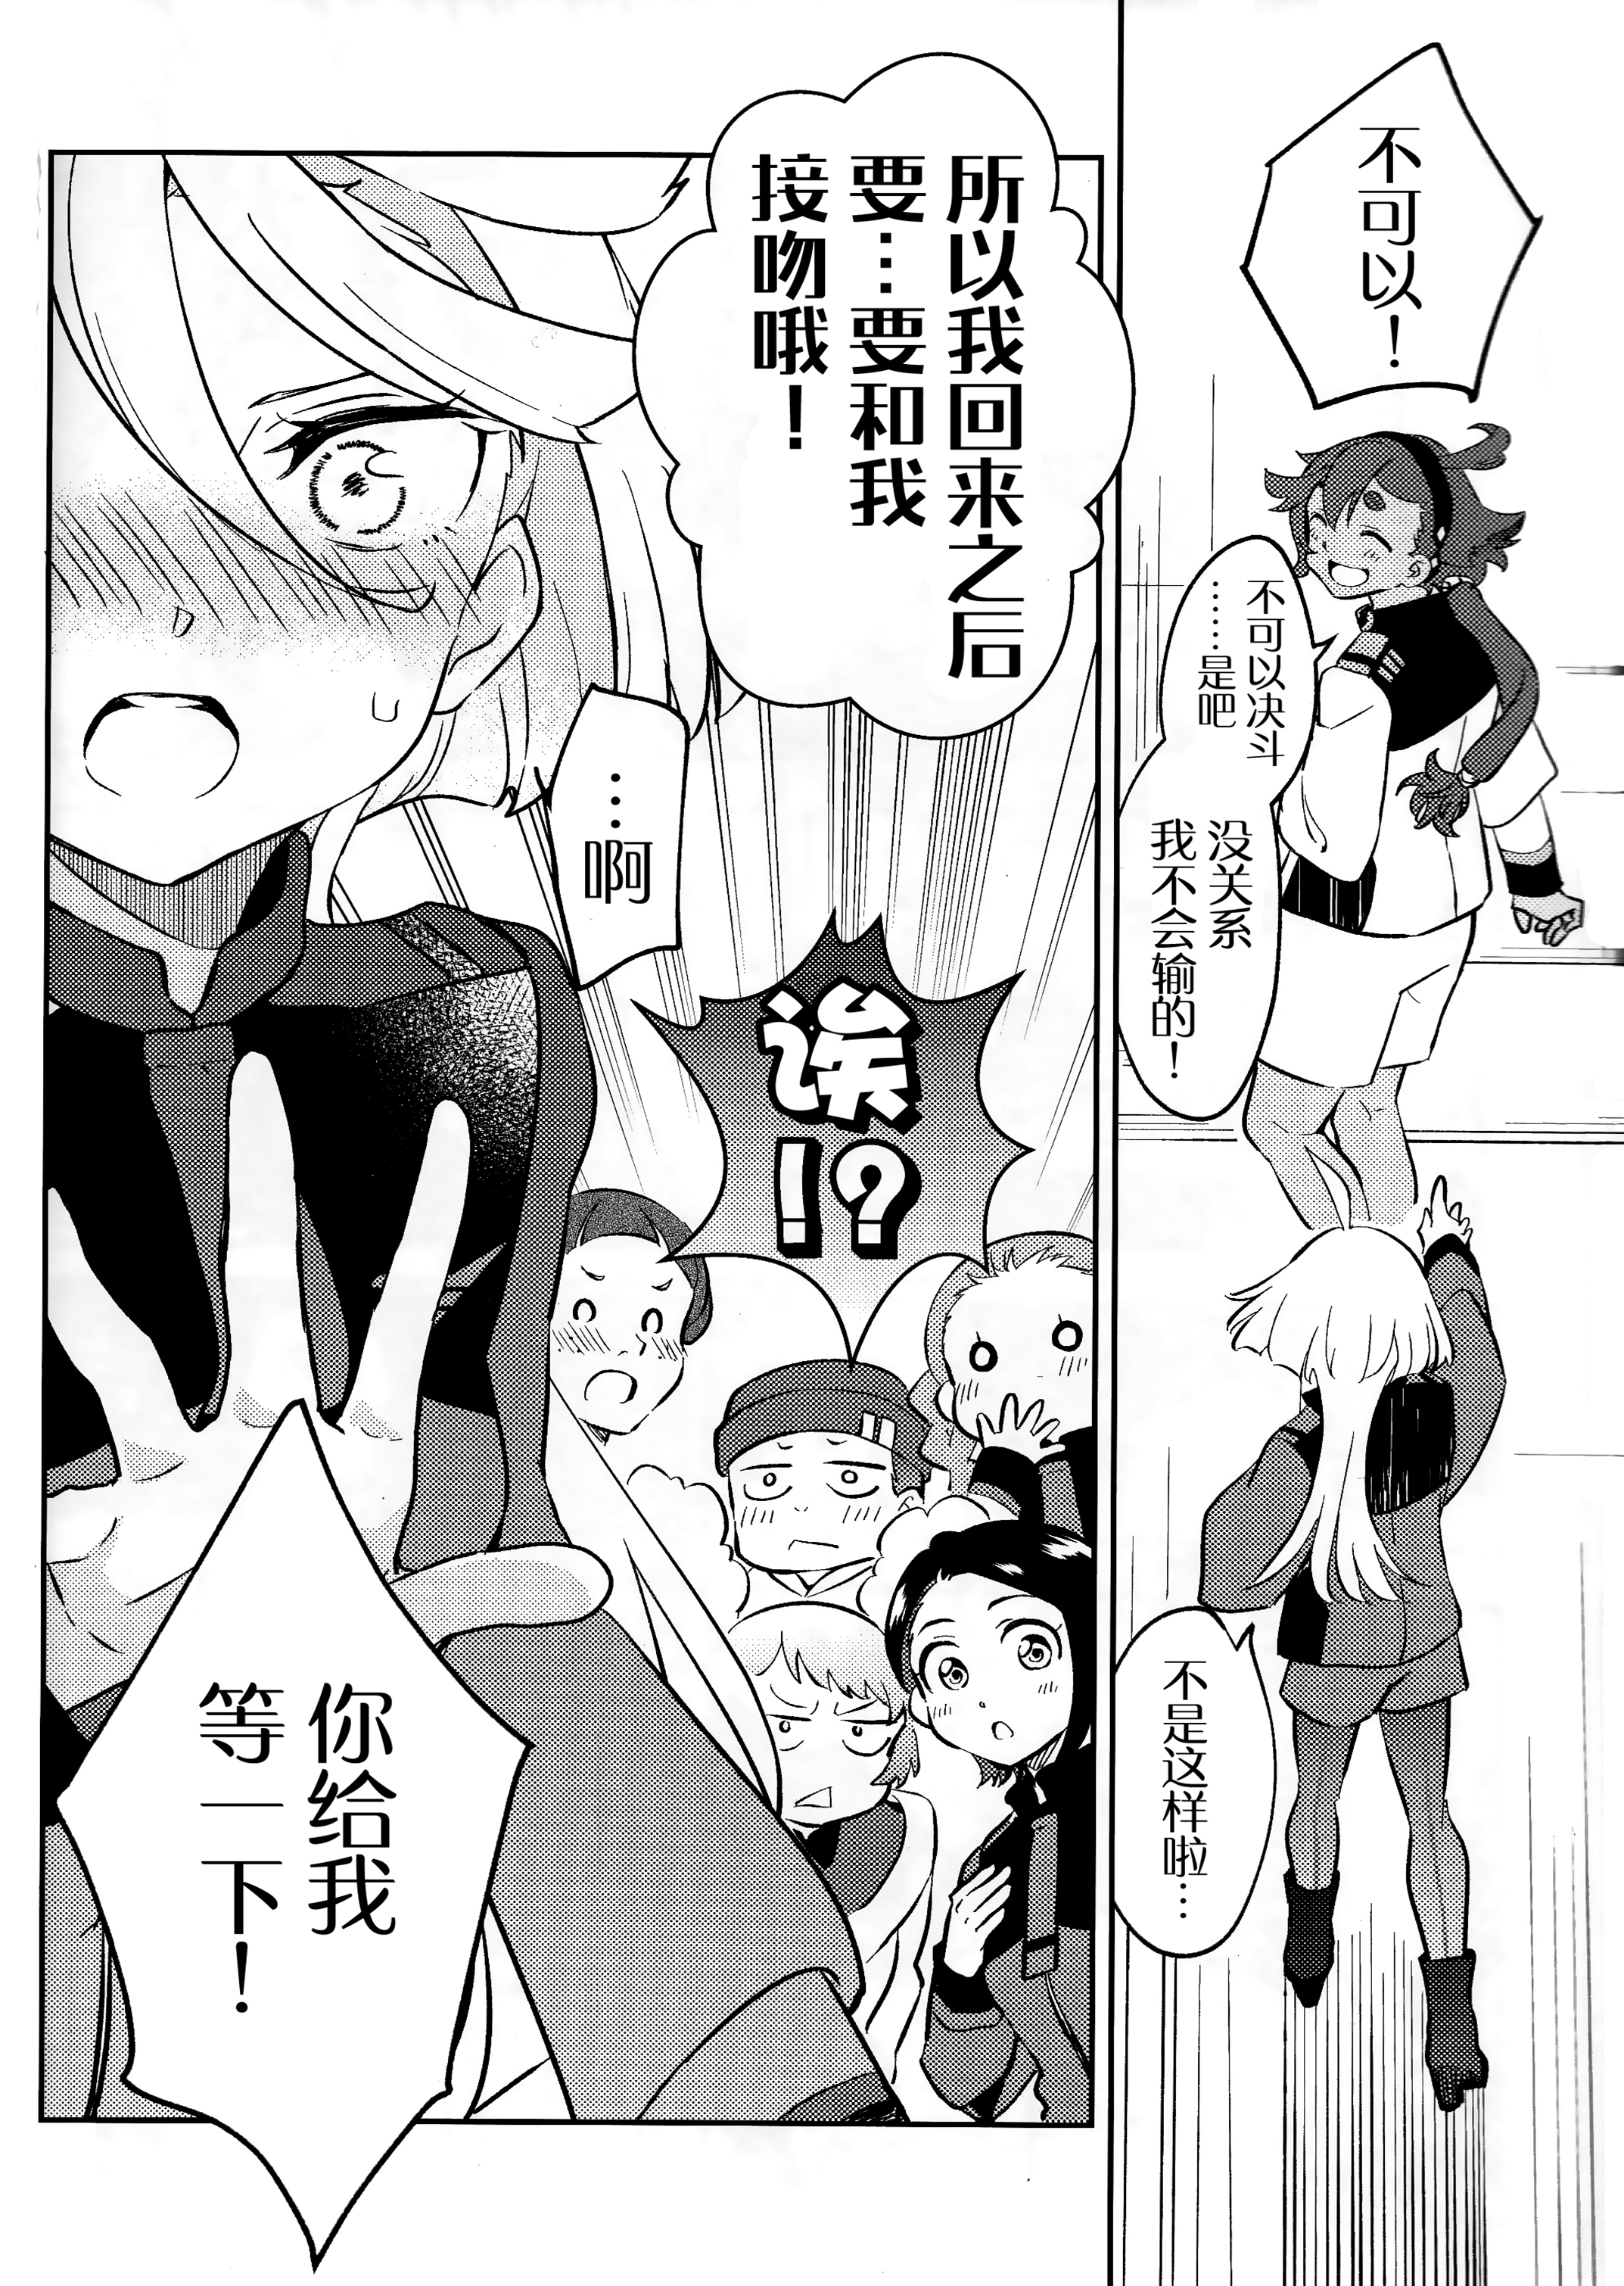 不可以！
不可以决斗
……是吧
没关系
我不会输的！
不是这样啦…
所以我回来之后
要…要和我
接吻哦！
…啊
诶!?
你给我
等一下！